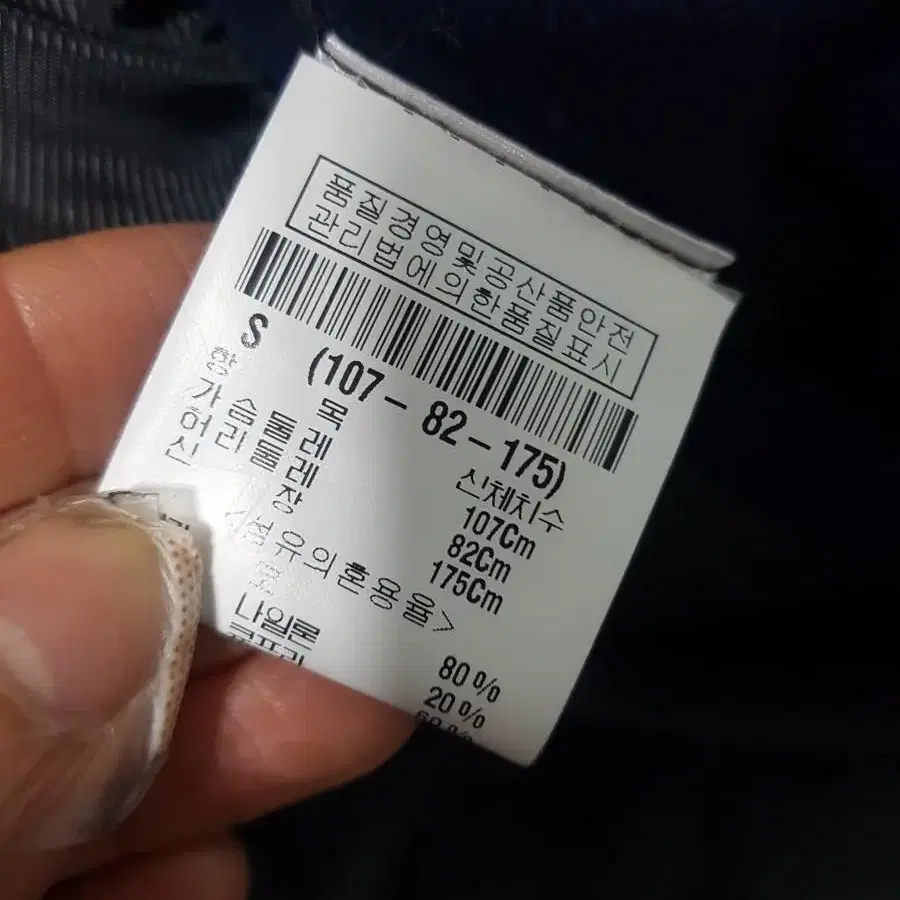 품질경영및공산품안전
관리법에의한품질표시
S (107-82-175)
항 목 신체치수
가슴둘레 107Cm
허리둘레 82Cm
신 장 175Cm
<섬유의혼용율>
모 80%
나일론 20%